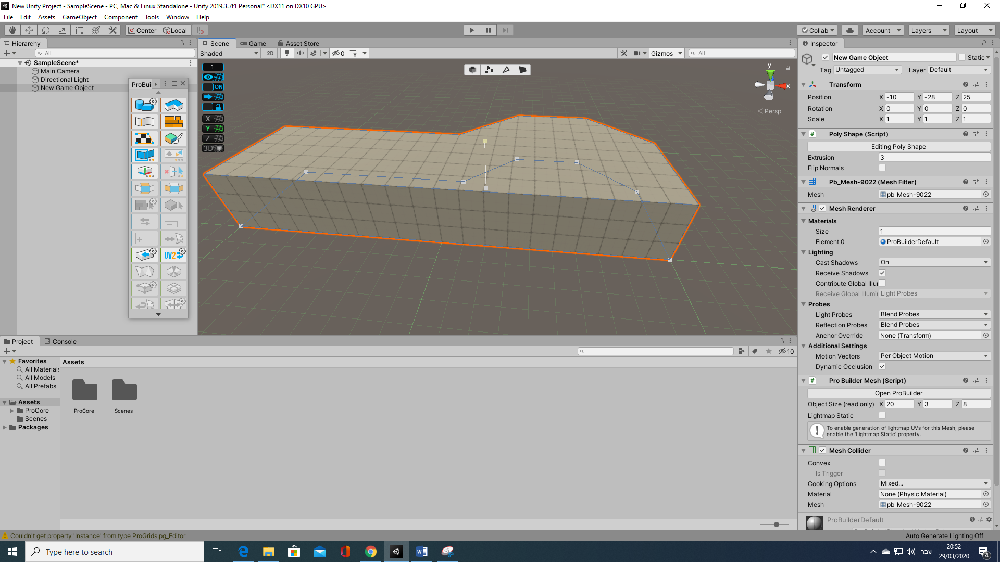 New Unity Project - SampleScene - PC, Mac & Linux Standalone - Unity 2019.3.7f1 Personal* <DX11 on DX10 GPU>
File Edit Assets GameObject Component Tools Window Help
Center Local Collab Account Layers Layout
Hierarchy
All
SampleScene*
Main Camera
Directional Light
New Game Object
ProBui
UV2
Scene Game Asset Store
Shaded 2D 0 Gizmos All
1
ON
X
Y
Z
3D
y
x
Persp
Inspector
New Game Object Static
Tag Untagged Layer Default
Transform
Position X -10 Y -28 Z 25
Rotation X 0 Y 0 Z 0
Scale X 1 Y 1 Z 1
Poly Shape (Script)
Editing Poly Shape
Extrusion 3
Flip Normals
Pb_Mesh-9022 (Mesh Filter)
Mesh pb_Mesh-9022
Mesh Renderer
Materials
Size 1
Element 0 ProBuilderDefault
Lighting
Cast Shadows On
Receive Shadows
Contribute Global Illu
Receive Global Illumi Light Probes
Probes
Light Probes Blend Probes
Reflection Probes Blend Probes
Anchor Override None (Transform)
Additional Settings
Motion Vectors Per Object Motion
Dynamic Occlusion
Pro Builder Mesh (Script)
Open ProBuilder
Object Size (read only) X 20 Y 3 Z 8
Lightmap Static
To enable generation of lightmap UVs for this Mesh, please
enable the 'Lightmap Static' property.
Mesh Collider
Convex
Is Trigger
Cooking Options Mixed...
Material None (Physic Material)
Mesh pb_Mesh-9022
ProBuilderDefault
Project Console
10
Favorites
All Materials
All Models
All Prefabs
Assets
ProCore
Scenes
Packages
Assets
ProCore Scenes
Couldn't get property 'Instance' from type ProGrids.pg_Editor
Auto Generate Lighting Off
Type here to search
עבר
20:52
29/03/2020
4